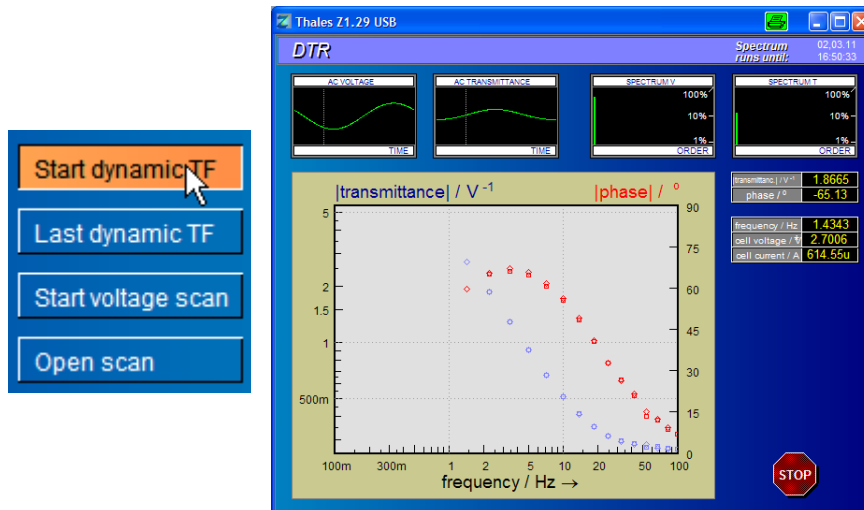 Start dynamic TF
Last dynamic TF
Start voltage scan
Open scan
Thales Z1.29 USB
DTR
Spectrum runs until:
02,03.11
16:50:33
AC VOLTAGE
TIME
AC TRANSMITTANCE
TIME
SPECTRUM V
100%
10%
1%
ORDER
SPECTRUM T
100%
10%
1%
ORDER
|transmittance| / V -1
|phase| / o
5
2
1.5
1
500m
90
75
60
45
30
15
0
100m 300m 1 2 5 10 20 50 100
frequency / Hz →
|transmittanc.| / V -1 1.8665
phase / o -65.13
frequency / Hz 1.4343
cell voltage / V 2.7006
cell current / A 614.55u
STOP